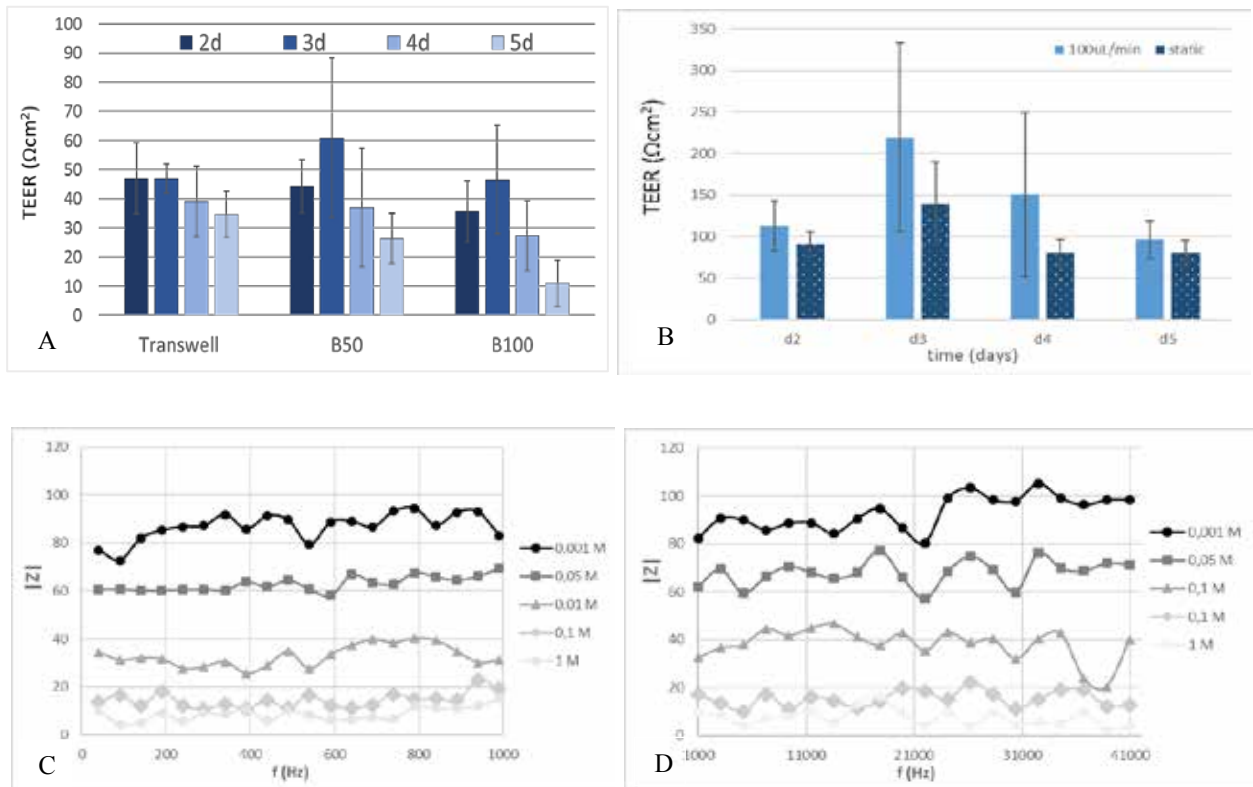 100
90
80
70
60
50
40
30
20
10
0
TEER (Ωcm²)
2d 3d 4d 5d
Transwell B50 B100
A
350
300
250
200
150
100
50
0
TEER (Ωcm²)
100uL/min static
d2 d3 d4 d5
time (days)
B
120
100
80
60
40
20
0
|Z|
0 200 400 600 800 1000
f (Hz)
0,001 M
0,05 M
0,01 M
0,1 M
1 M
C
120
100
80
60
40
20
0
|Z|
1000 11000 21000 31000 41000
f (Hz)
0,001 M
0,05 M
0,1 M
0,1 M
1 M
D